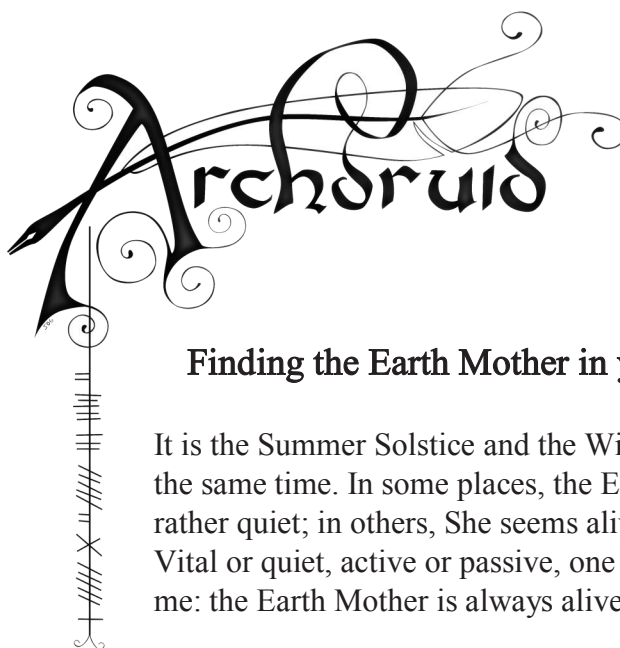 Archdruid
Finding the Earth Mother in y
It is the Summer Solstice and the Wi
the same time. In some places, the E
rather quiet; in others, She seems ali
Vital or quiet, active or passive, one
me: the Earth Mother is always alive